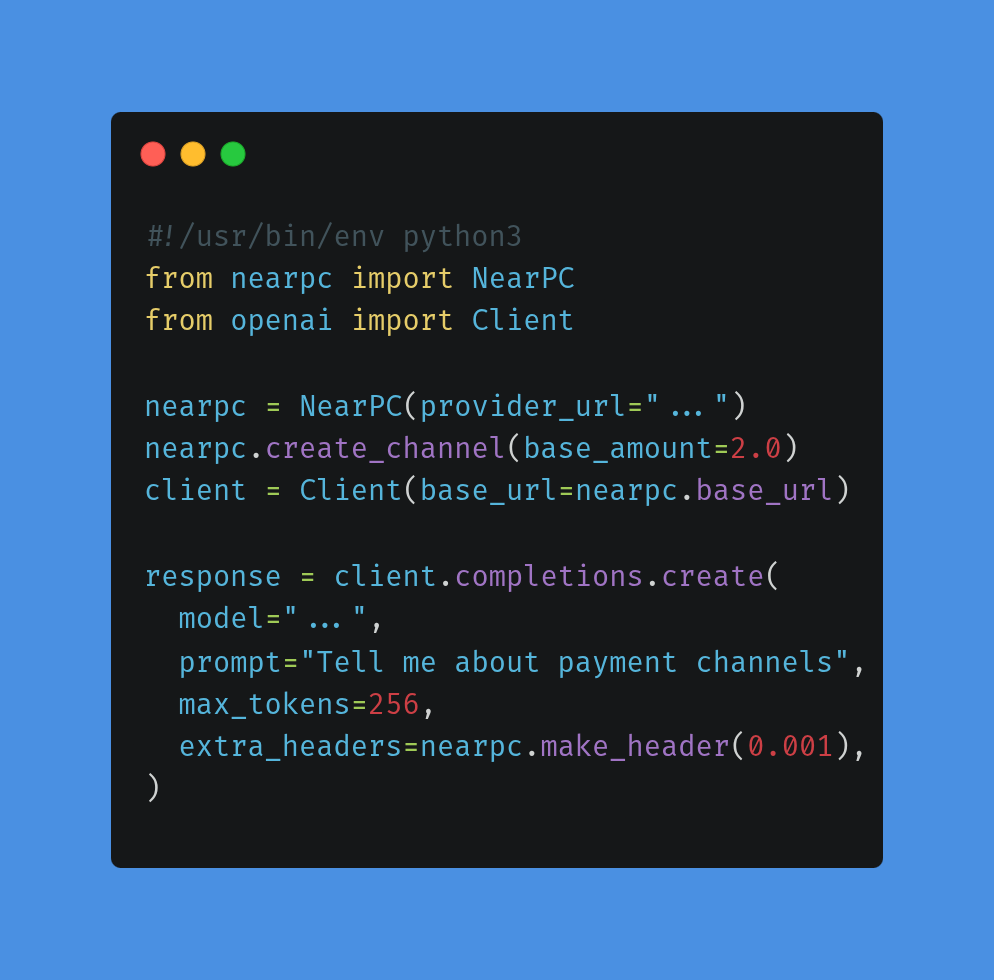 #!/usr/bin/env python3
from nearpc import NearPC
from openai import Client
nearpc = NearPC(provider_url="...")
nearpc.create_channel(base_amount=2.0)
client = Client(base_url=nearpc.base_url)
response = client.completions.create(
  model="...",
  prompt="Tell me about payment channels",
  max_tokens=256,
  extra_headers=nearpc.make_header(0.001),
)